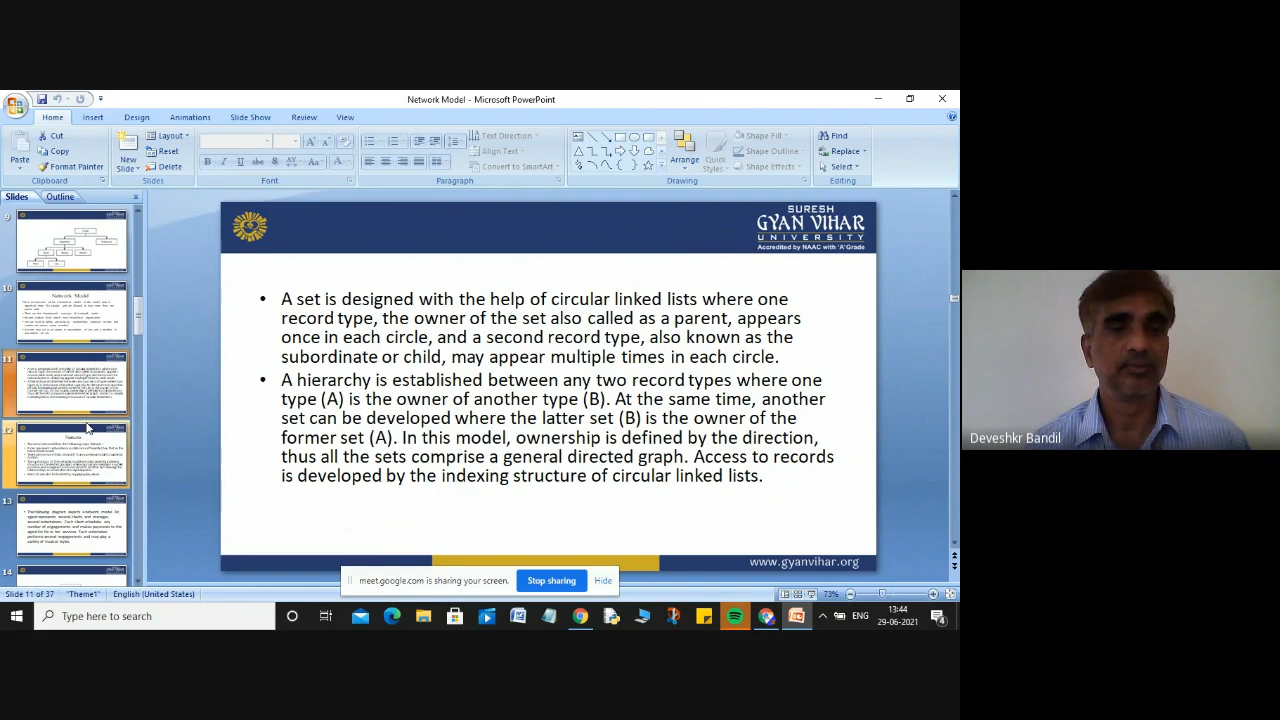 Network Model - Microsoft PowerPoint
Home Insert Design Animations Slide Show Review View
Cut
Copy
Format Painter
Paste
Clipboard
New
Slide
Layout
Reset
Delete
Slides
Font
Text Direction
Align Text
Convert to SmartArt
Paragraph
Arrange
Quick
Styles
Shape Fill
Shape Outline
Shape Effects
Drawing
Find
Replace
Select
Editing
Slides Outline
9
10
Network Model
11
12
Features
13
14
SURESH
GYAN VIHAR
UNIVERSITY
Accredited by NAAC with 'A' Grade
• A set is designed with the help of circular linked lists where one
record type, the owner of the set also called as a parent, appears
once in each circle, and a second record type, also known as the
subordinate or child, may appear multiple times in each circle.
• A hierarchy is established between any two record types where one
type (A) is the owner of another type (B). At the same time, another
set can be developed where the latter set (B) is the owner of the
former set (A). In this model, ownership is defined by the direction,
thus all the sets comprise a general directed graph. Access to records
is developed by the indexing structure of circular linked lists.
www.gyanvihar.org
meet.google.com is sharing your screen.
Stop sharing
Hide
Slide 11 of 37
"Theme1"
English (United States)
73%
Type here to search
ENG
13:44
29-06-2021
4
Deveshkr Bandil